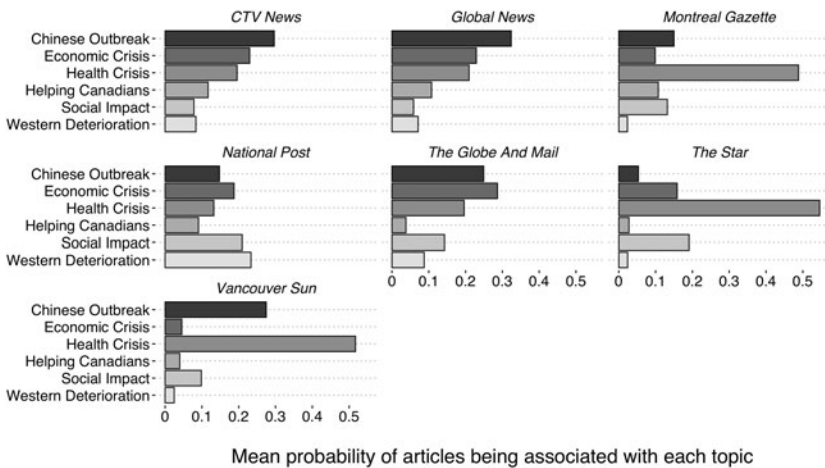 CTV News
Global News
Montreal Gazette
Chinese Outbreak
Economic Crisis
Health Crisis
Helping Canadians
Social Impact
Western Deterioration
National Post
The Globe And Mail
The Star
Chinese Outbreak
Economic Crisis
Health Crisis
Helping Canadians
Social Impact
Western Deterioration
0 0.1 0.2 0.3 0.4 0.5
0 0.1 0.2 0.3 0.4 0.5
Vancouver Sun
Chinese Outbreak
Economic Crisis
Health Crisis
Helping Canadians
Social Impact
Western Deterioration
0 0.1 0.2 0.3 0.4 0.5
Mean probability of articles being associated with each topic